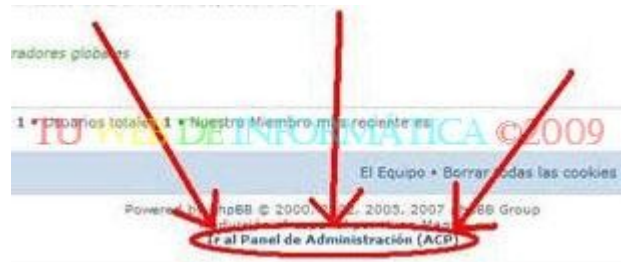 radores globales
1 • Usuarios totales 1 • Nuestro Miembro más reciente es
TU WEB DE INFORMATICA ©2009
El Equipo • Borrar todas las cookies
Powered by phpBB © 2000, 2002, 2005, 2007 phpBB Group
Ir al Panel de Administración (ACP)